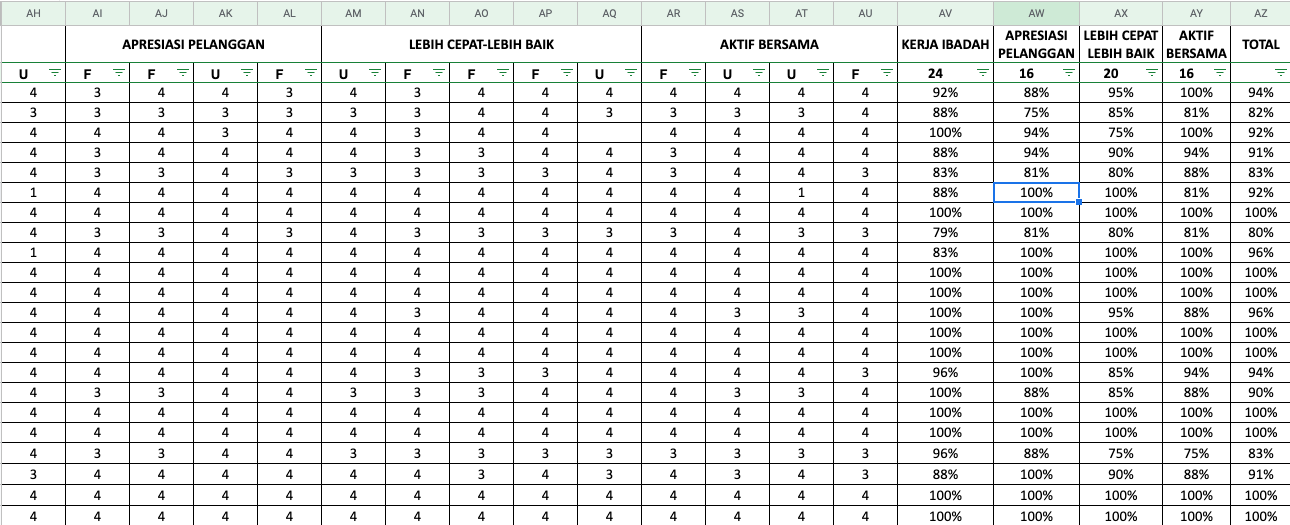 AH AI AJ AK AL AM AN AO AP AQ AR AS AT AU AV AW AX AY AZ
APRESIASI PELANGGAN LEBIH CEPAT-LEBIH BAIK AKTIF BERSAMA KERJA IBADAH APRESIASI PELANGGAN LEBIH CEPAT LEBIH BAIK AKTIF BERSAMA TOTAL
U F F U F U F F F U F U U F 24 16 20 16
4 3 4 4 3 4 3 4 4 4 4 4 4 4 92% 88% 95% 100% 94%
3 3 3 3 3 3 3 4 4 3 3 3 3 4 88% 75% 85% 81% 82%
4 4 4 3 4 4 3 4 4 4 4 4 4 100% 94% 75% 100% 92%
4 3 4 4 4 4 3 3 4 4 3 4 4 4 88% 94% 90% 94% 91%
4 3 3 4 3 3 3 3 3 4 3 4 4 3 83% 81% 80% 88% 83%
1 4 4 4 4 4 4 4 4 4 4 4 1 4 88% 100% 100% 81% 92%
4 4 4 4 4 4 4 4 4 4 4 4 4 4 100% 100% 100% 100% 100%
4 3 3 4 3 4 3 3 3 3 3 4 3 3 79% 81% 80% 81% 80%
1 4 4 4 4 4 4 4 4 4 4 4 4 4 83% 100% 100% 100% 96%
4 4 4 4 4 4 4 4 4 4 4 4 4 4 100% 100% 100% 100% 100%
4 4 4 4 4 4 4 4 4 4 4 4 4 4 100% 100% 100% 100% 100%
4 4 4 4 4 4 3 4 4 4 4 3 3 4 100% 100% 95% 88% 96%
4 4 4 4 4 4 4 4 4 4 4 4 4 4 100% 100% 100% 100% 100%
4 4 4 4 4 4 4 4 4 4 4 4 4 4 100% 100% 100% 100% 100%
4 4 4 4 4 4 3 3 3 4 4 4 4 3 96% 100% 85% 94% 94%
4 3 3 4 4 3 3 3 4 4 4 3 3 4 100% 88% 85% 88% 90%
4 4 4 4 4 4 4 4 4 4 4 4 4 4 100% 100% 100% 100% 100%
4 4 4 4 4 4 4 4 4 4 4 4 4 4 100% 100% 100% 100% 100%
4 3 3 4 4 3 3 3 3 3 3 3 3 3 96% 88% 75% 75% 83%
3 4 4 4 4 4 4 3 4 3 4 3 4 3 88% 100% 90% 88% 91%
4 4 4 4 4 4 4 4 4 4 4 4 4 4 100% 100% 100% 100% 100%
4 4 4 4 4 4 4 4 4 4 4 4 4 4 100% 100% 100% 100% 100%